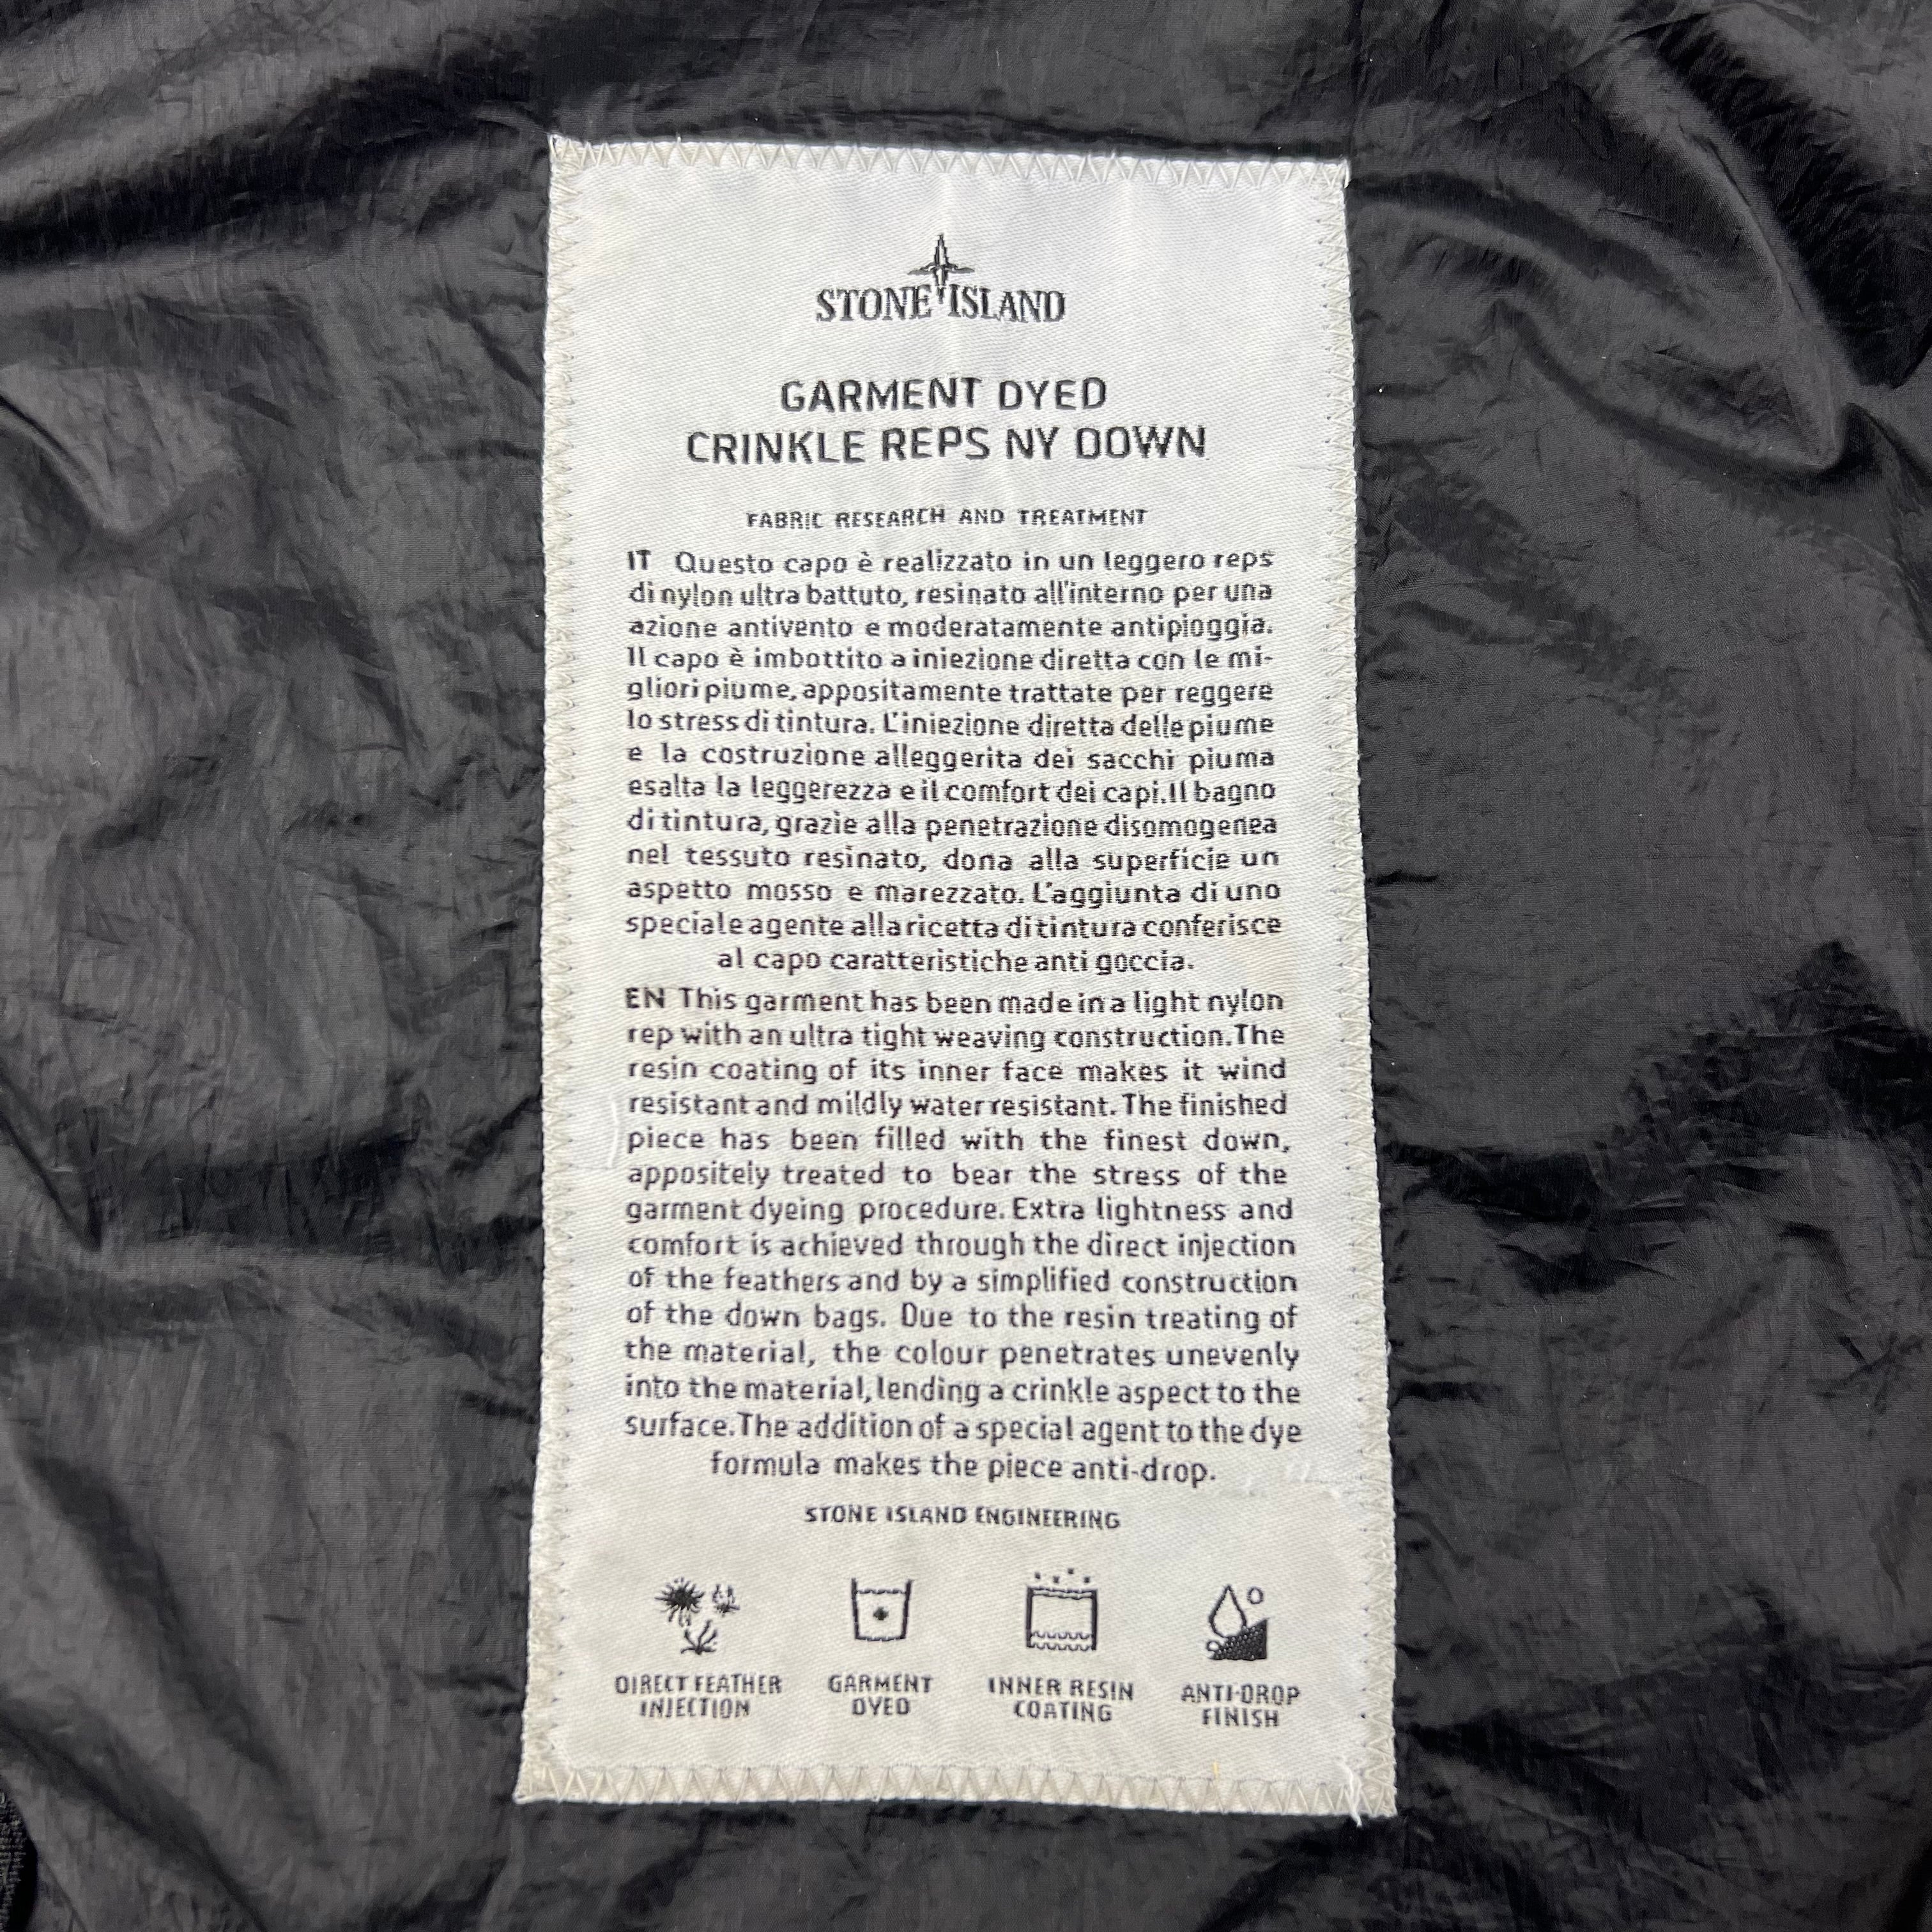 STONE ISLAND
GARMENT DYED
CRINKLE REPS NY DOWN
FABRIC RESEARCH AND TREATMENT
IT Questo capo è realizzato in un leggero reps
di nylon ultra battuto, resinato all'interno per una
azione antivento e moderatamente antipioggia.
Il capo è imbottito a iniezione diretta con le mi-
gliori piume, appositamente trattate per reggere
lo stress di tintura. L'iniezione diretta delle piume
e la costruzione alleggerita dei sacchi piuma
esalta la leggerezza e il comfort dei capi. Il bagno
di tintura, grazie alla penetrazione disomogenea
nel tessuto resinato, dona alla superficie un
aspetto mosso e marezzato. L'aggiunta di uno
speciale agente alla ricetta di tintura conferisce
al capo caratteristiche anti goccia.
EN This garment has been made in a light nylon
rep with an ultra tight weaving construction. The
resin coating of its inner face makes it wind
resistant and mildly water resistant. The finished
piece has been filled with the finest down,
appositely treated to bear the stress of the
garment dyeing procedure. Extra lightness and
comfort is achieved through the direct injection
of the feathers and by a simplified construction
of the down bags. Due to the resin treating of
the material, the colour penetrates unevenly
into the material, lending a crinkle aspect to the
surface. The addition of a special agent to the dye
formula makes the piece anti-drop.
STONE ISLAND ENGINEERING
DIRECT FEATHER
INJECTION
GARMENT
DYED
INNER RESIN
COATING
ANTI-DROP
FINISH